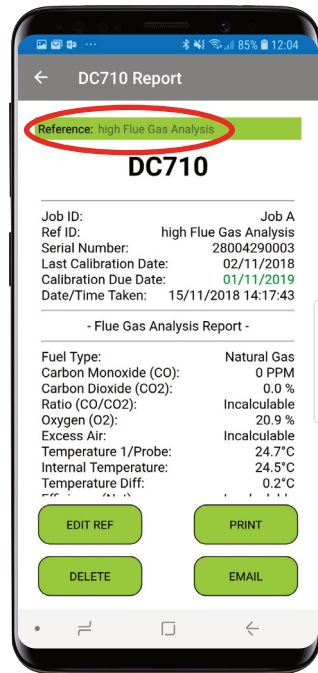 85% 12:04
DC710 Report
Reference: high Flue Gas Analysis
DC710
Job ID: Job A
Ref ID: high Flue Gas Analysis
Serial Number: 28004290003
Last Calibration Date: 02/11/2018
Calibration Due Date: 01/11/2019
Date/Time Taken: 15/11/2018 14:17:43
- Flue Gas Analysis Report -
Fuel Type: Natural Gas
Carbon Monoxide (CO): 0 PPM
Carbon Dioxide (CO2): 0.0 %
Ratio (CO/CO2): Incalculable
Oxygen (O2): 20.9 %
Excess Air: Incalculable
Temperature 1/Probe: 24.7°C
Internal Temperature: 24.5°C
Temperature Diff: 0.2°C
EDIT REF PRINT
DELETE EMAIL